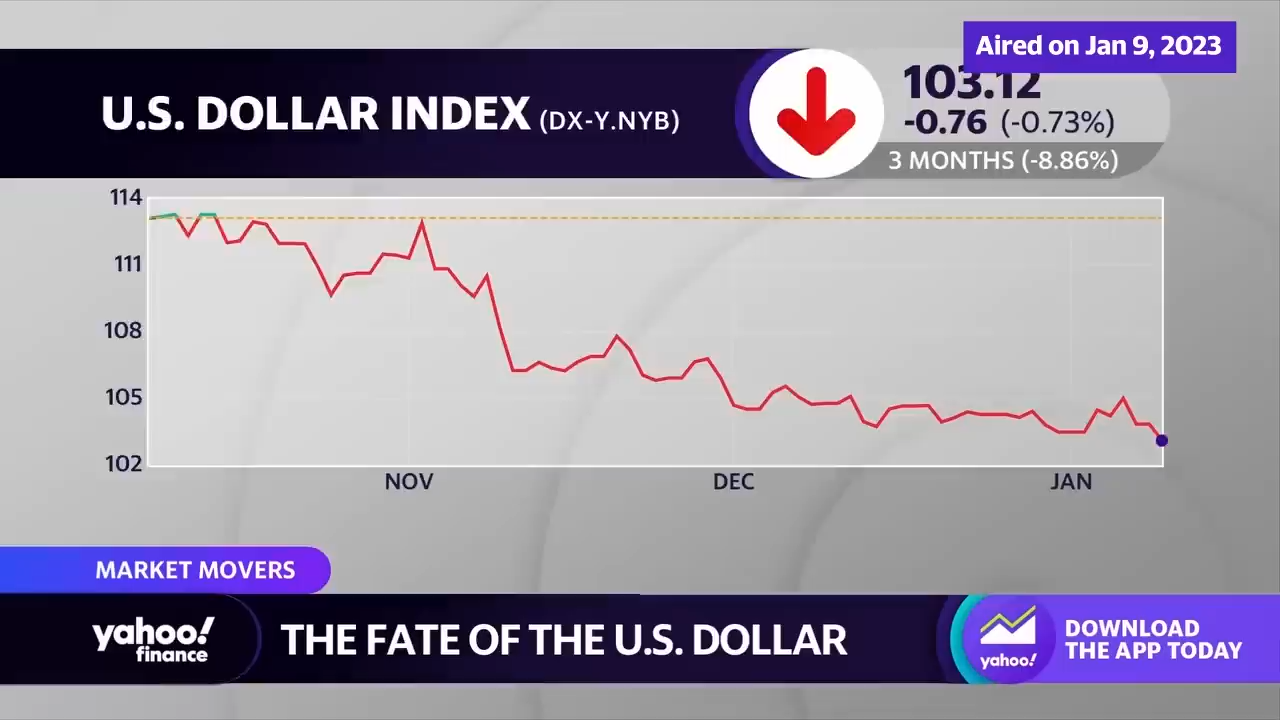 Aired on Jan 9, 2023
U.S. DOLLAR INDEX (DX-Y.NYB)
103.12
-0.76 (-0.73%)
3 MONTHS (-8.86%)
114
111
108
105
102
NOV DEC JAN
MARKET MOVERS
yahoo!
finance
THE FATE OF THE U.S. DOLLAR
yahoo!
DOWNLOAD
THE APP TODAY